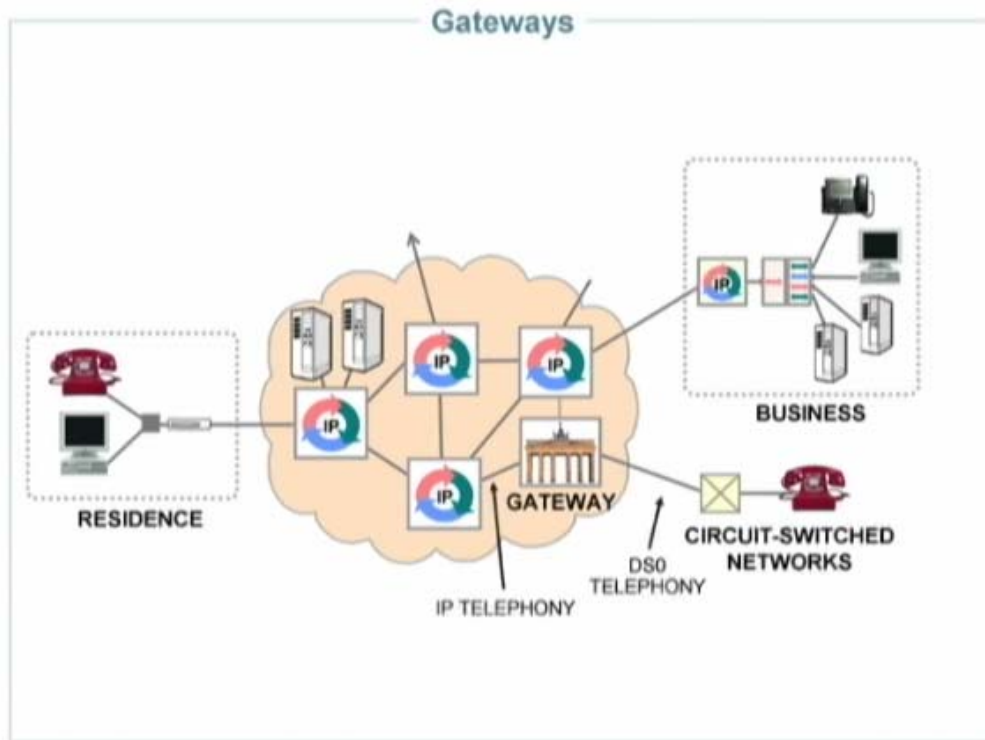 Gateways
IP
IP
IP
IP
IP
BUSINESS
RESIDENCE
GATEWAY
CIRCUIT-SWITCHED
NETWORKS
DS0
TELEPHONY
IP TELEPHONY